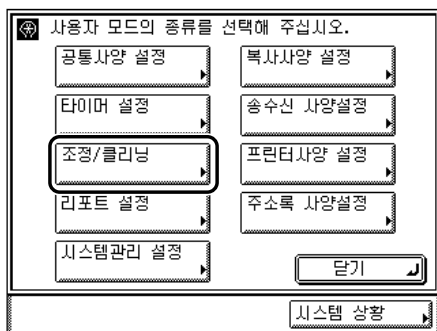 사용자 모드의 종류를 선택해 주십시오.
공통사양 설정
복사사양 설정
타이머 설정
송수신 사양설정
조정/클리닝
프린터사양 설정
리포트 설정
주소록 사양설정
시스템관리 설정
닫기
시스템 상황